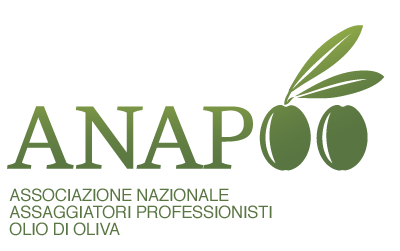 ANAPOO
ASSOCIAZIONE NAZIONALE
ASSAGGIATORI PROFESSIONISTI
OLIO DI OLIVA